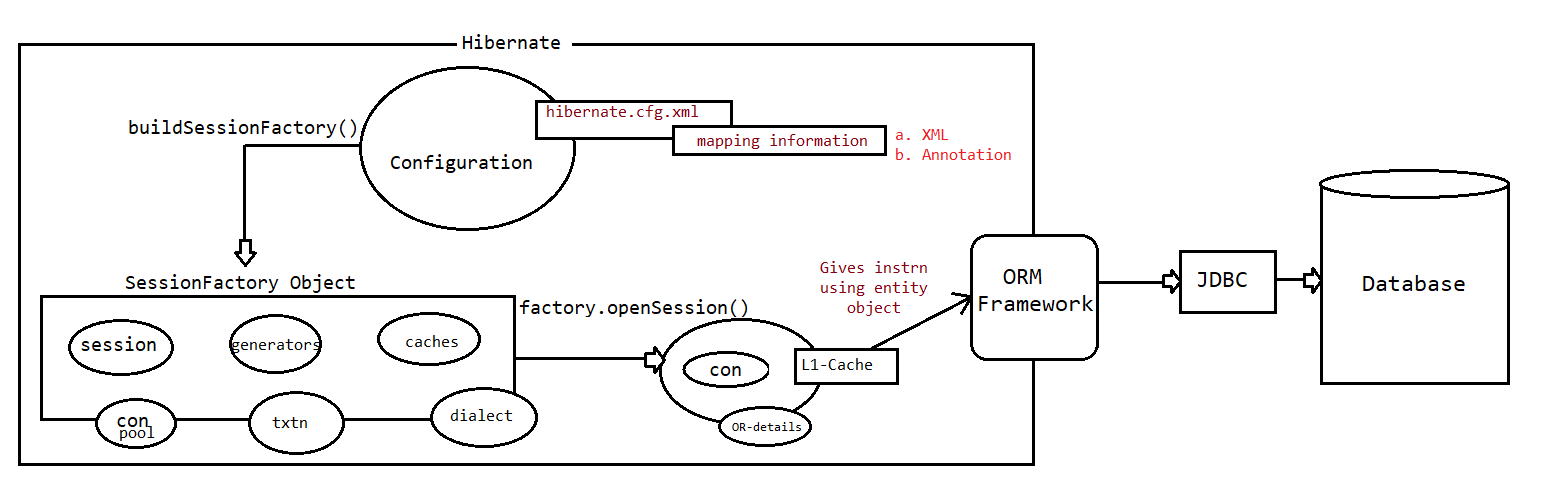 Hibernate
buildSessionFactory()
hibernate.cfg.xml
mapping information
a. XML
b. Annotation
Configuration
SessionFactory Object
session
generators
caches
con
pool
txtn
dialect
factory.openSession()
con
L1-Cache
OR-details
Gives instrn
using entity
object
ORM
Framework
JDBC
Database